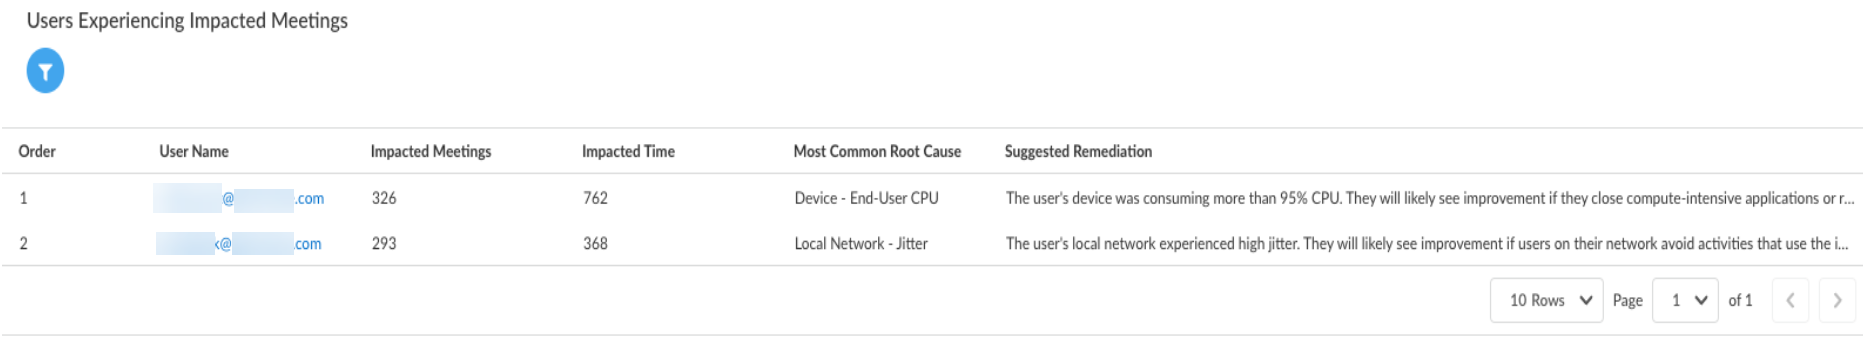 Users Experiencing Impacted Meetings
Order User Name Impacted Meetings Impacted Time Most Common Root Cause Suggested Remediation
1 @ .com 326 762 Device - End-User CPU The user's device was consuming more than 95% CPU. They will likely see improvement if they close compute-intensive applications or r...
2 @ .com 293 368 Local Network - Jitter The user's local network experienced high jitter. They will likely see improvement if users on their network avoid activities that use the i...
10 Rows Page 1 of 1